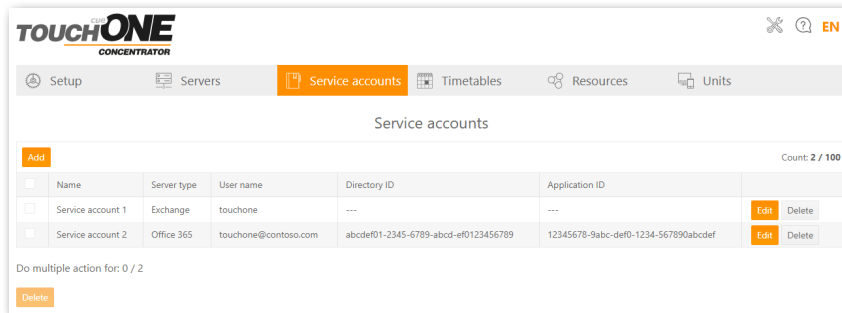 cue
TOUCHONE
CONCENTRATOR
EN
Setup Servers Service accounts Timetables Resources Units
Service accounts
Add Count: 2 / 100
Name Server type User name Directory ID Application ID
Service account 1 Exchange touchone --- --- Edit Delete
Service account 2 Office 365 touchone@contoso.com abcdef01-2345-6789-abcd-ef0123456789 12345678-9abc-def0-1234-567890abcdef Edit Delete
Do multiple action for: 0 / 2
Delete